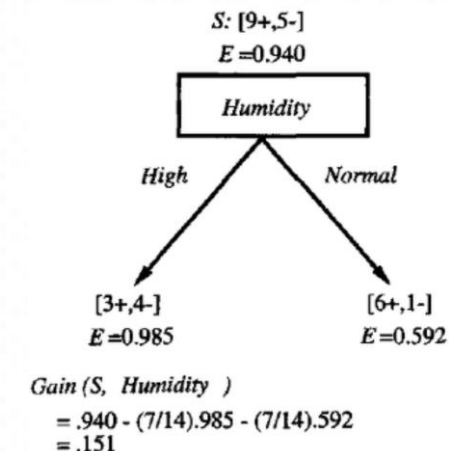 S: [9+,5-]
E =0.940
Humidity
High
Normal
[3+,4-]
[6+,1-]
E =0.985
E =0.592
Gain (S, Humidity )
= .940 - (7/14).985 - (7/14).592
= .151